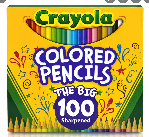 Crayola
COLORED
PENCILS
THE BIG
100
Sharpened